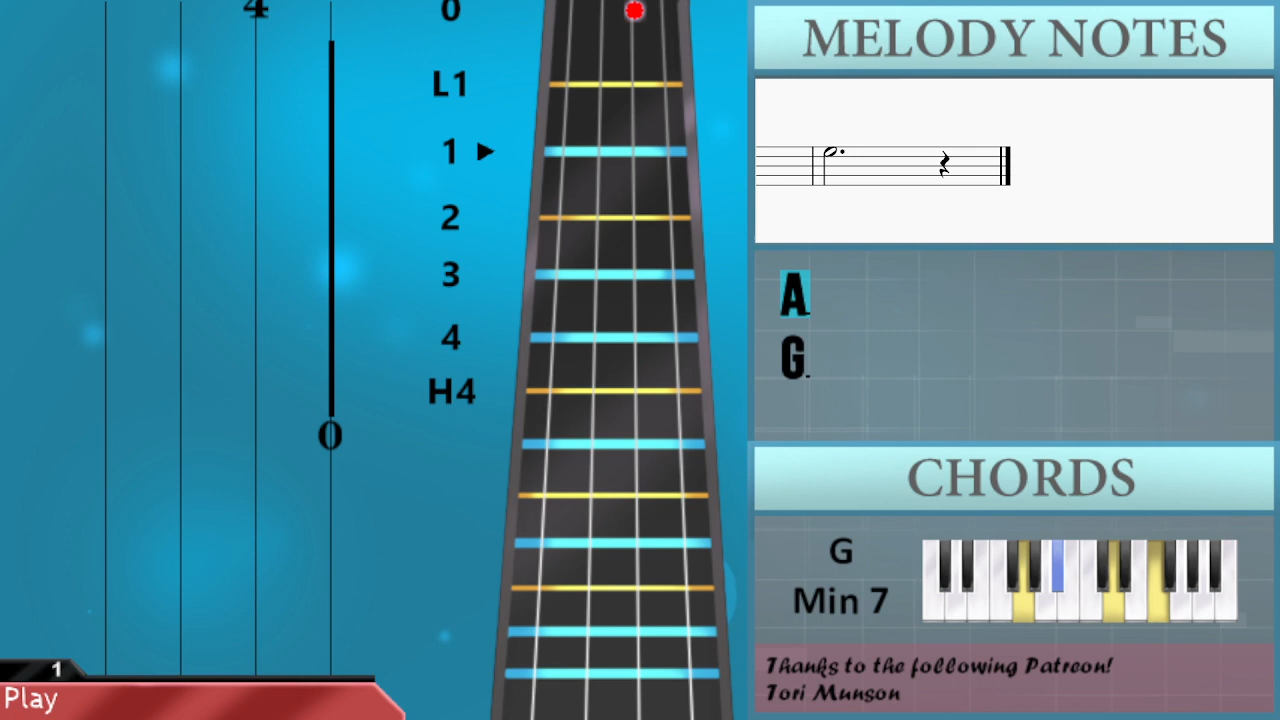 4
0
L1
1
2
3
4
H4
0
1
Play
MELODY NOTES
A
G
CHORDS
G
Min 7
Thanks to the following Patreon!
Tori Munson